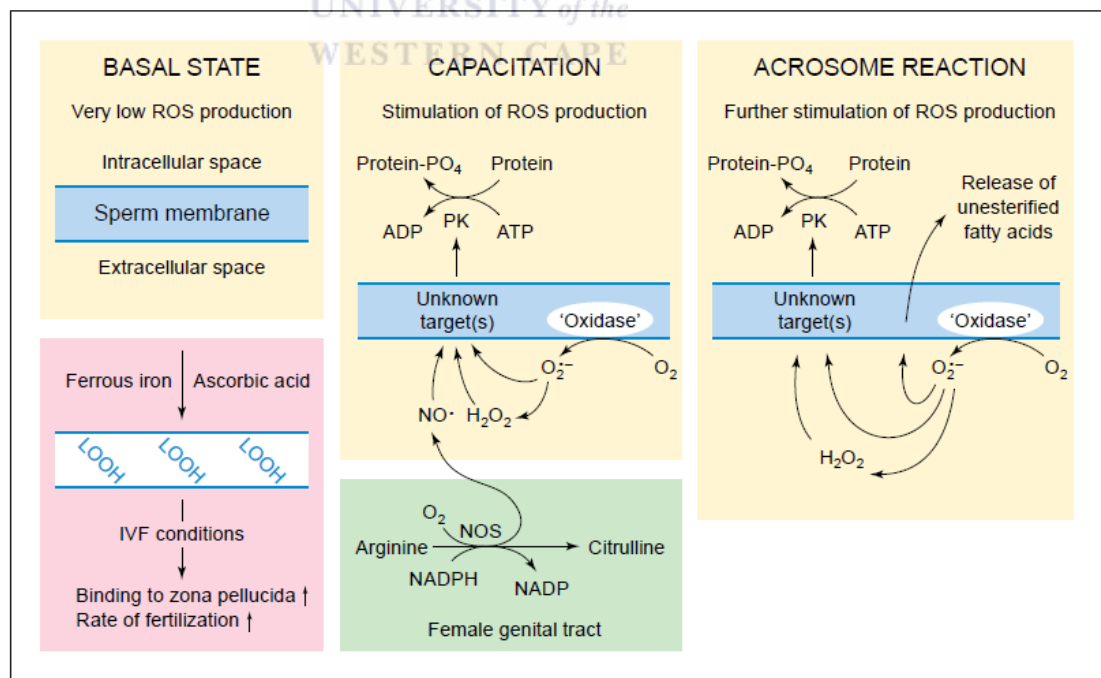 UNIVERSITY of the
WESTERN CAPE
BASAL STATE
Very low ROS production
Intracellular space
Sperm membrane
Extracellular space
Ferrous iron
Ascorbic acid
LOOH
LOOH
LOOH
IVF conditions
Binding to zona pellucida ↑
Rate of fertilization ↑
CAPACITATION
Stimulation of ROS production
Protein-PO₄
Protein
ADP
PK
ATP
Unknown
target(s)
'Oxidase'
O₂•−
O₂
NO•
H₂O₂
O₂
NOS
Arginine
Citrulline
NADPH
NADP
Female genital tract
ACROSOME REACTION
Further stimulation of ROS production
Protein-PO₄
Protein
ADP
PK
ATP
Release of
unesterified
fatty acids
Unknown
target(s)
'Oxidase'
O₂•−
O₂
H₂O₂